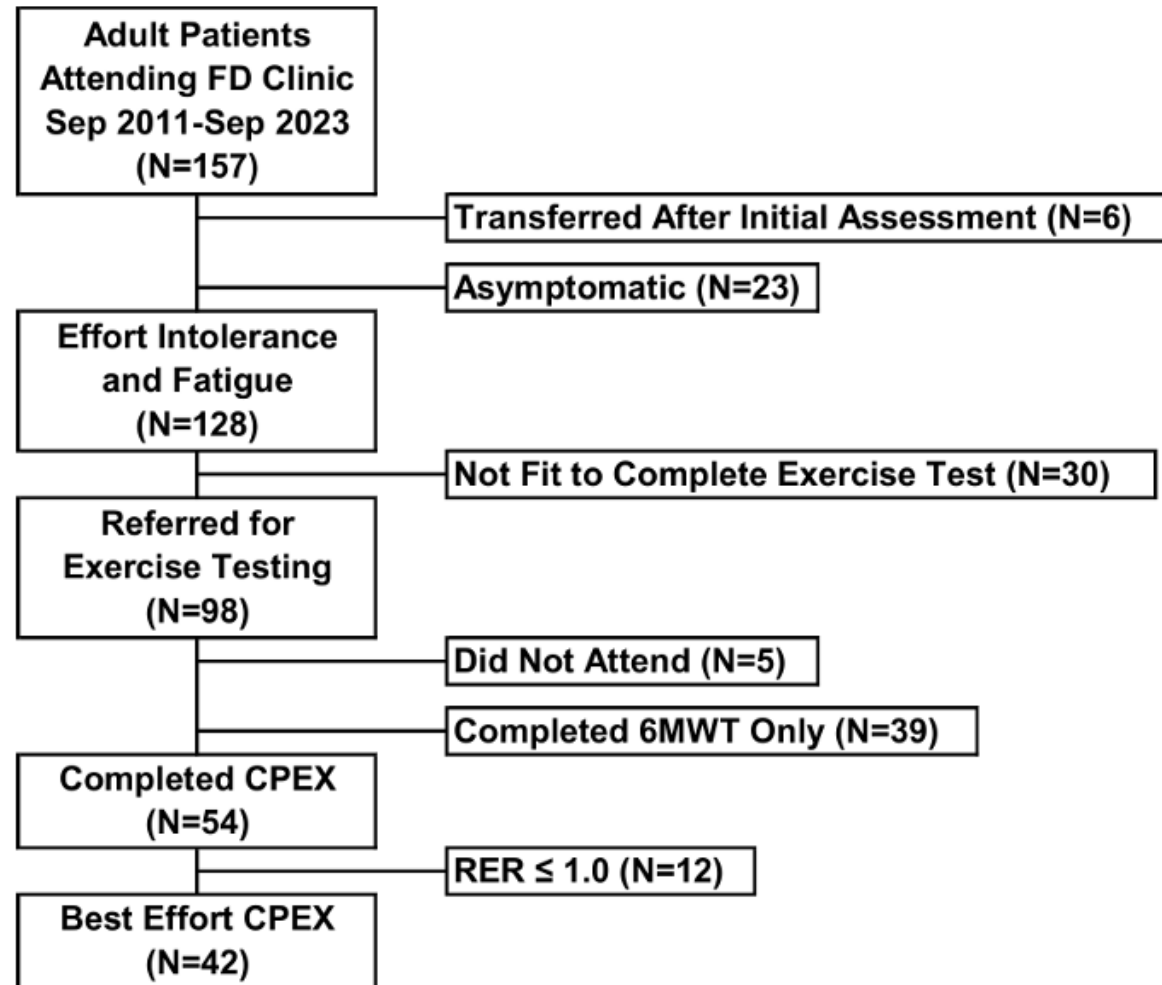 Adult Patients
Attending FD Clinic
Sep 2011-Sep 2023
(N=157)
Transferred After Initial Assessment (N=6)
Asymptomatic (N=23)
Effort Intolerance
and Fatigue
(N=128)
Not Fit to Complete Exercise Test (N=30)
Referred for
Exercise Testing
(N=98)
Did Not Attend (N=5)
Completed 6MWT Only (N=39)
Completed CPEX
(N=54)
RER ≤ 1.0 (N=12)
Best Effort CPEX
(N=42)